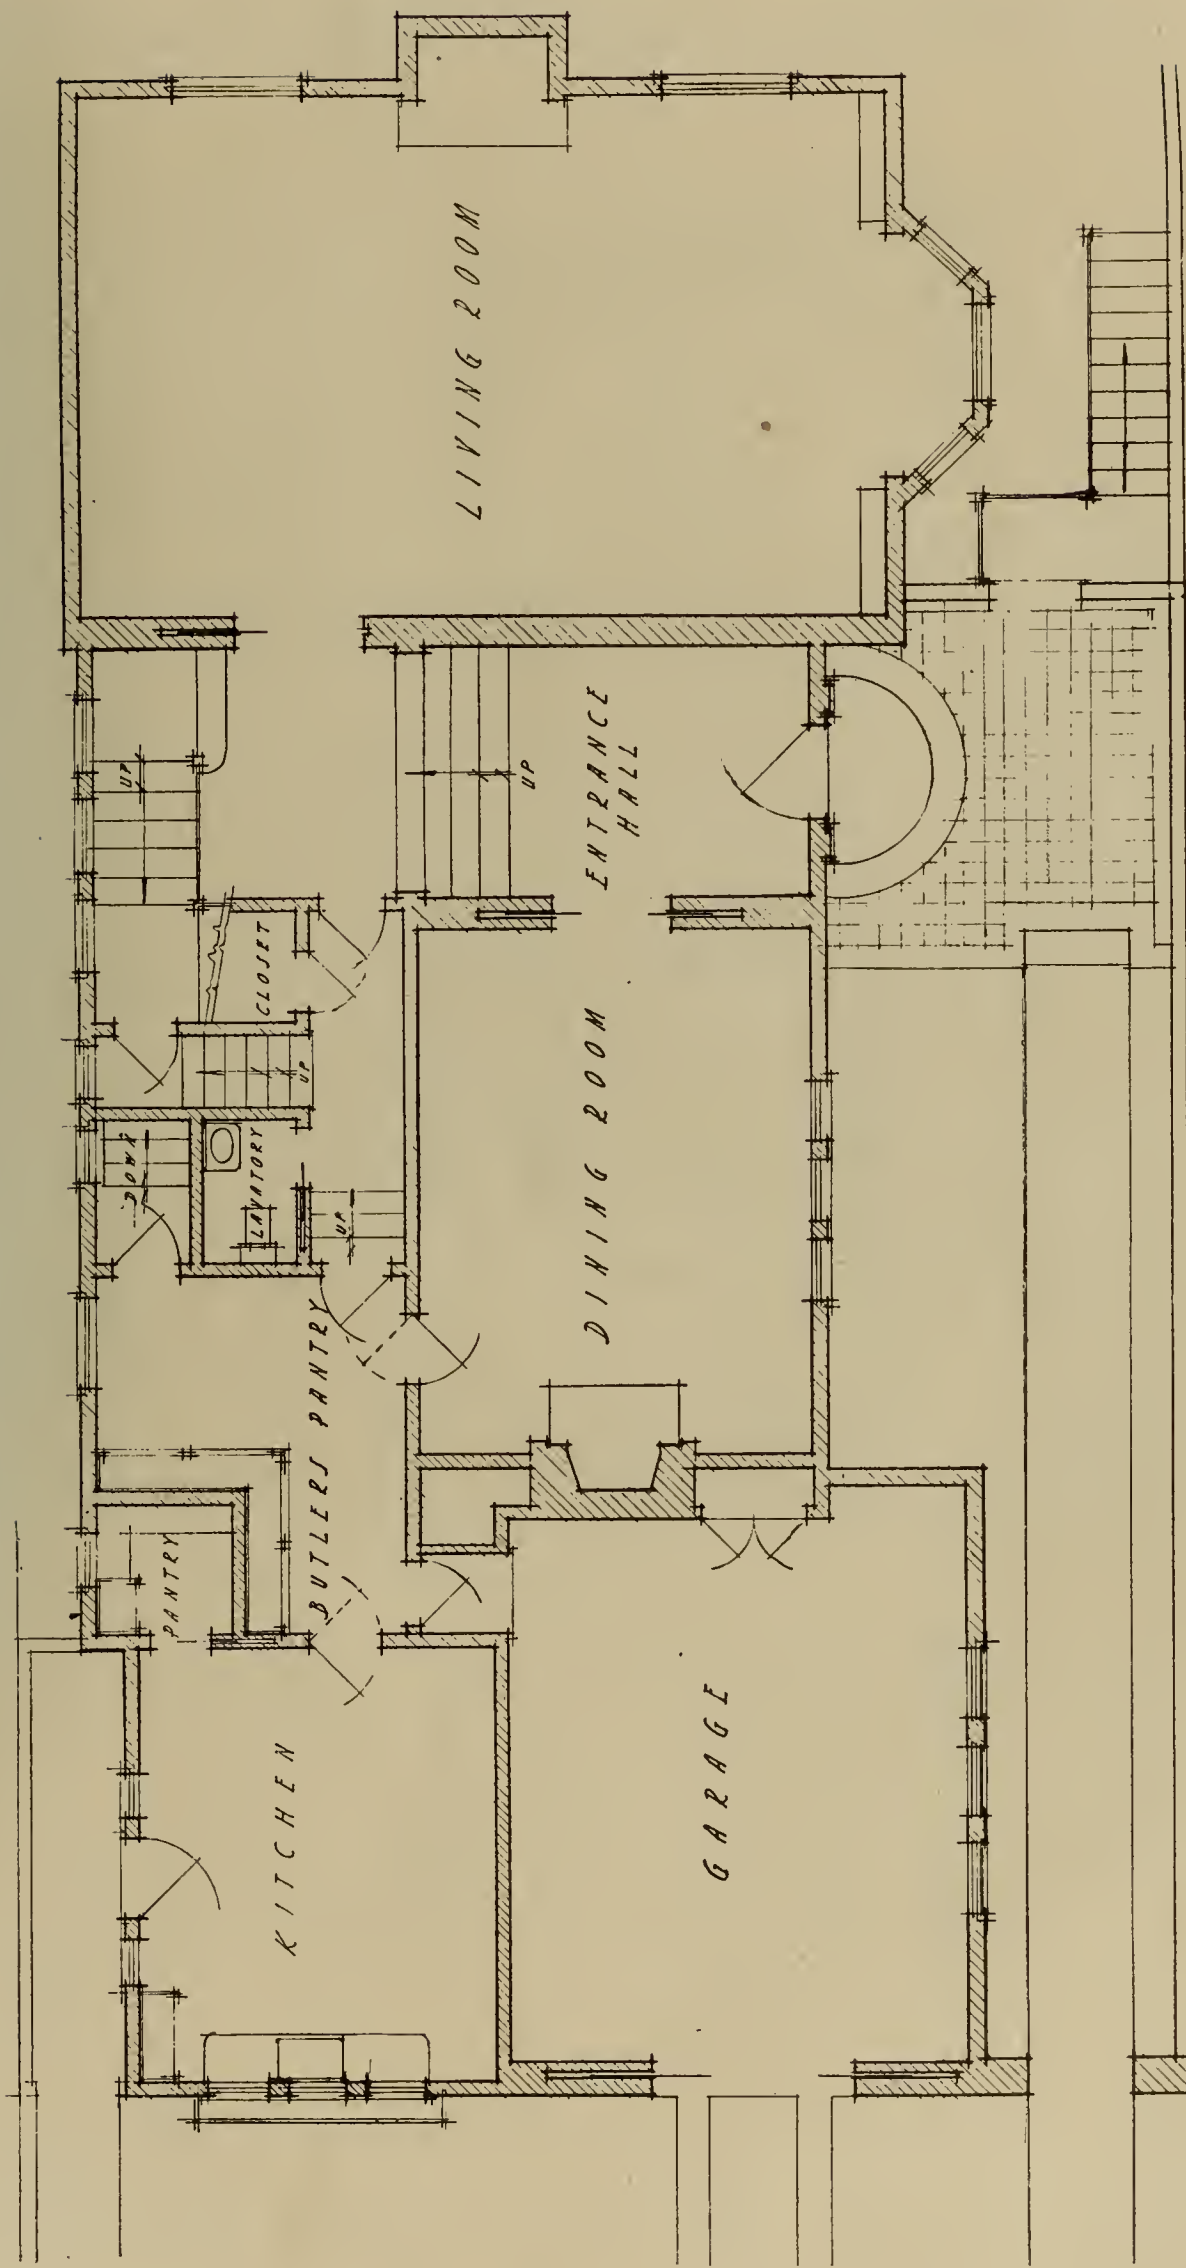 LIVING ROOM
UP
UP
ENTRANCE
HALL
CLOSET
UP
DOWN
LAVATORY
UP
DINING ROOM
BUTLERS PANTRY
PANTRY
KITCHEN
GARAGE